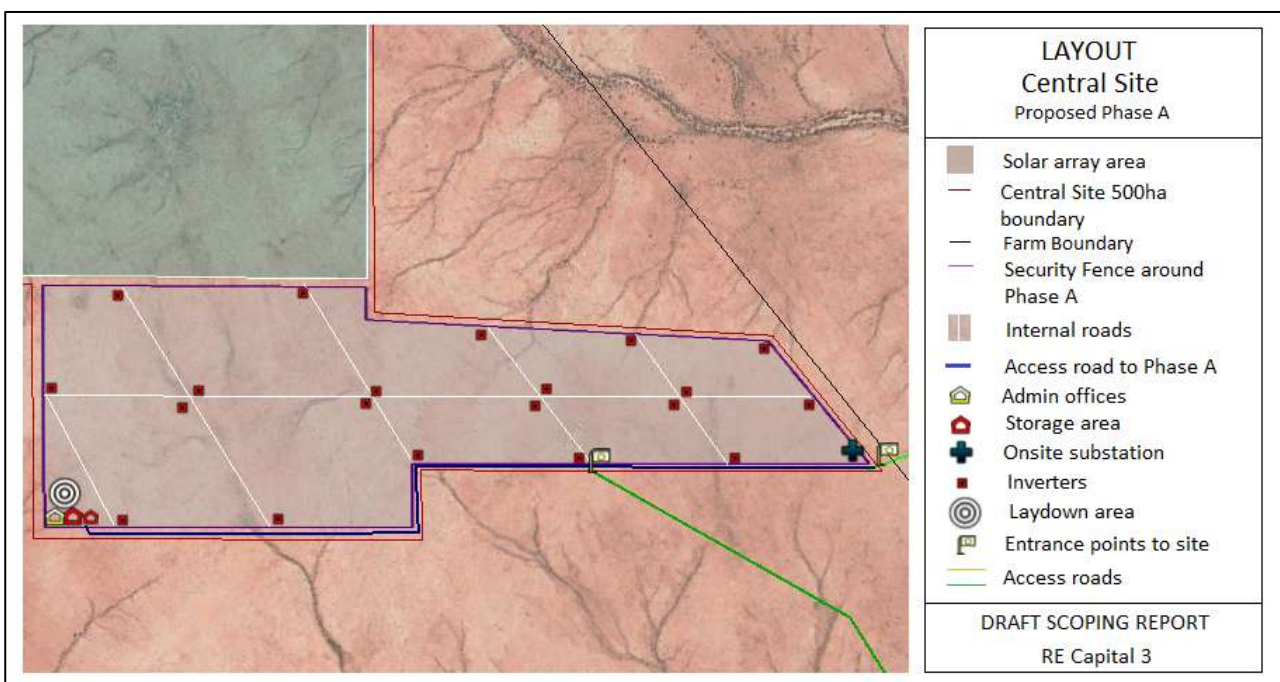 LAYOUT
Central Site
Proposed Phase A
Solar array area
Central Site 500ha
boundary
Farm Boundary
Security Fence around
Phase A
Internal roads
Access road to Phase A
Admin offices
Storage area
Onsite substation
Inverters
Laydown area
Entrance points to site
Access roads
DRAFT SCOPING REPORT
RE Capital 3